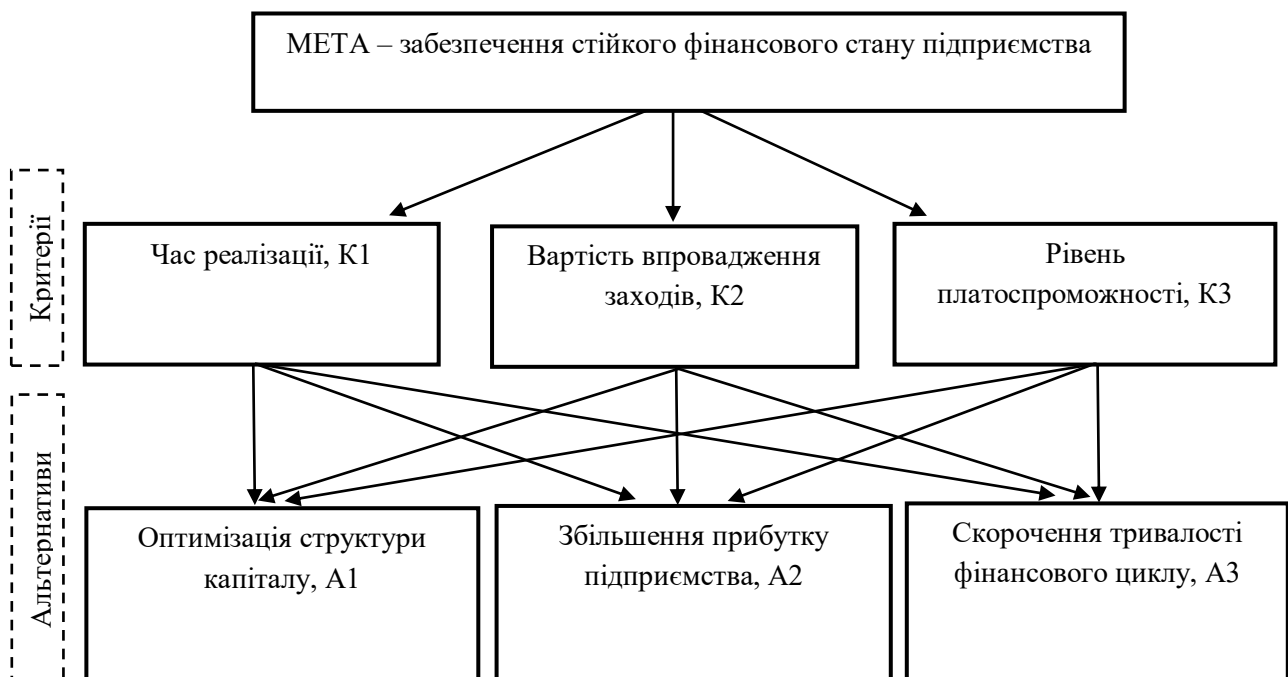 МЕТА – забезпечення стійкого фінансового стану підприємства
Критерії
Час реалізації, К1
Вартість впровадження
заходів, К2
Рівень
платоспроможності, К3
Альтернативи
Оптимізація структури
капіталу, А1
Збільшення прибутку
підприємства, А2
Скорочення тривалості
фінансового циклу, А3